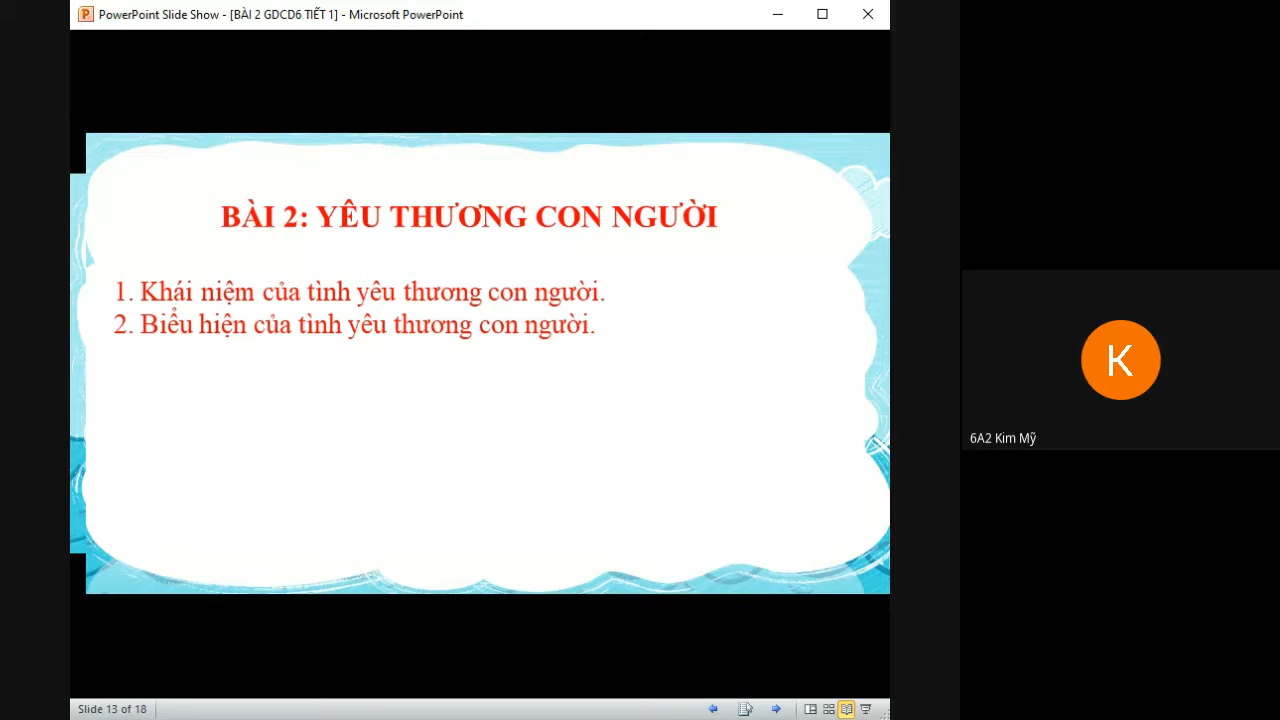 PowerPoint Slide Show - [BÀI 2 GDCD6 TIẾT 1] - Microsoft PowerPoint
BÀI 2: YÊU THƯƠNG CON NGƯỜI
1. Khái niệm của tình yêu thương con người.
2. Biểu hiện của tình yêu thương con người.
K
6A2 Kim Mỹ
Slide 13 of 18